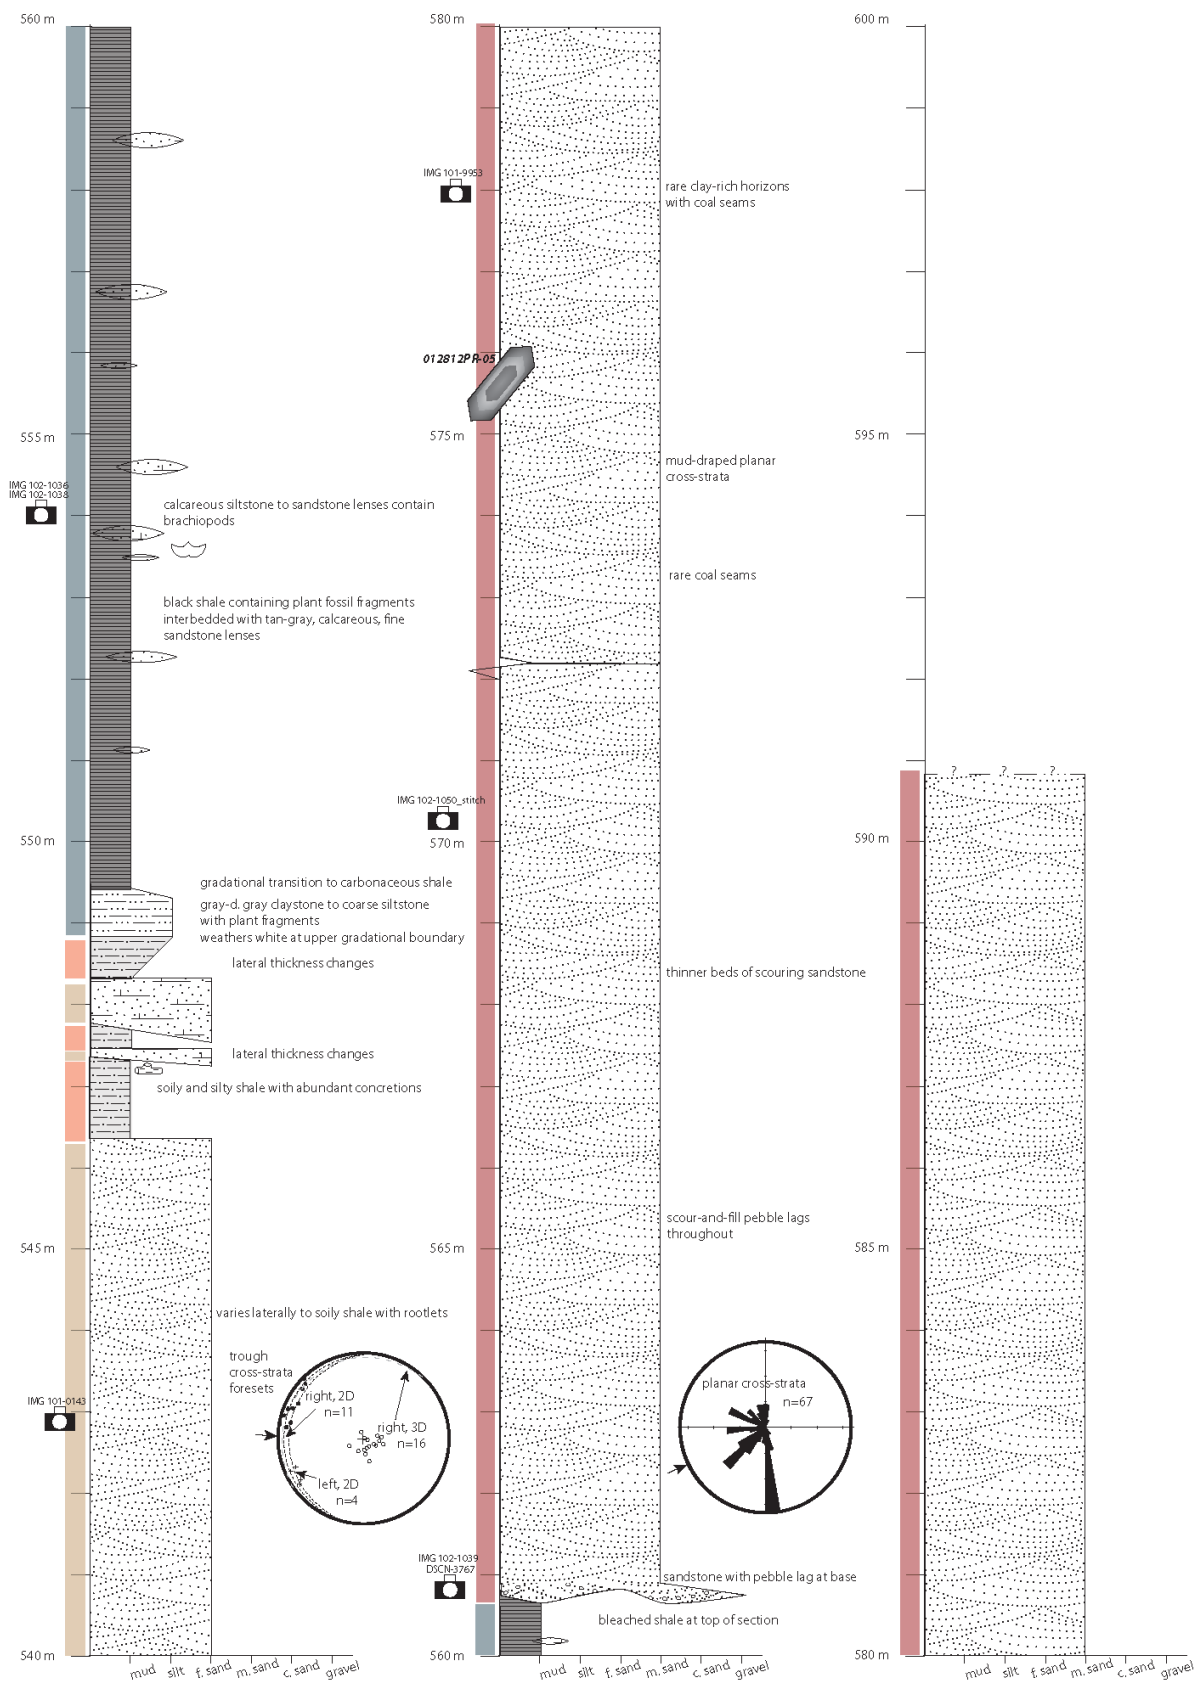 560 m
IMG 102-1036
IMG 102-1038
555 m
calcareous siltstone to sandstone lenses contain
brachiopods
black shale containing plant fossil fragments
interbedded with tan-gray, calcareous, fine
sandstone lenses
550 m
gradational transition to carbonaceous shale
gray-d. gray claystone to coarse siltstone
with plant fragments
weathers white at upper gradational boundary
lateral thickness changes
lateral thickness changes
soily and silty shale with abundant concretions
545 m
varies laterally to soily shale with rootlets
trough
cross-strata
foresets
right, 2D
n=11
right, 3D
n=16
left, 2D
n=4
IMG 101-0143
540 m
mud
silt
f. sand
m. sand
c. sand
gravel
580 m
IMG 101-9953
rare clay-rich horizons
with coal seams
012812PR-05
575 m
mud-draped planar
cross-strata
rare coal seams
IMG 102-1050_stitch
570 m
thinner beds of scouring sandstone
scour-and-fill pebble lags
throughout
565 m
planar cross-strata
n=67
IMG 102-1039
DSCN-3767
sandstone with pebble lag at base
bleached shale at top of section
560 m
mud
silt
f. sand
m. sand
c. sand
gravel
600 m
595 m
? ? ?
590 m
585 m
580 m
mud
silt
f. sand
m. sand
c. sand
gravel